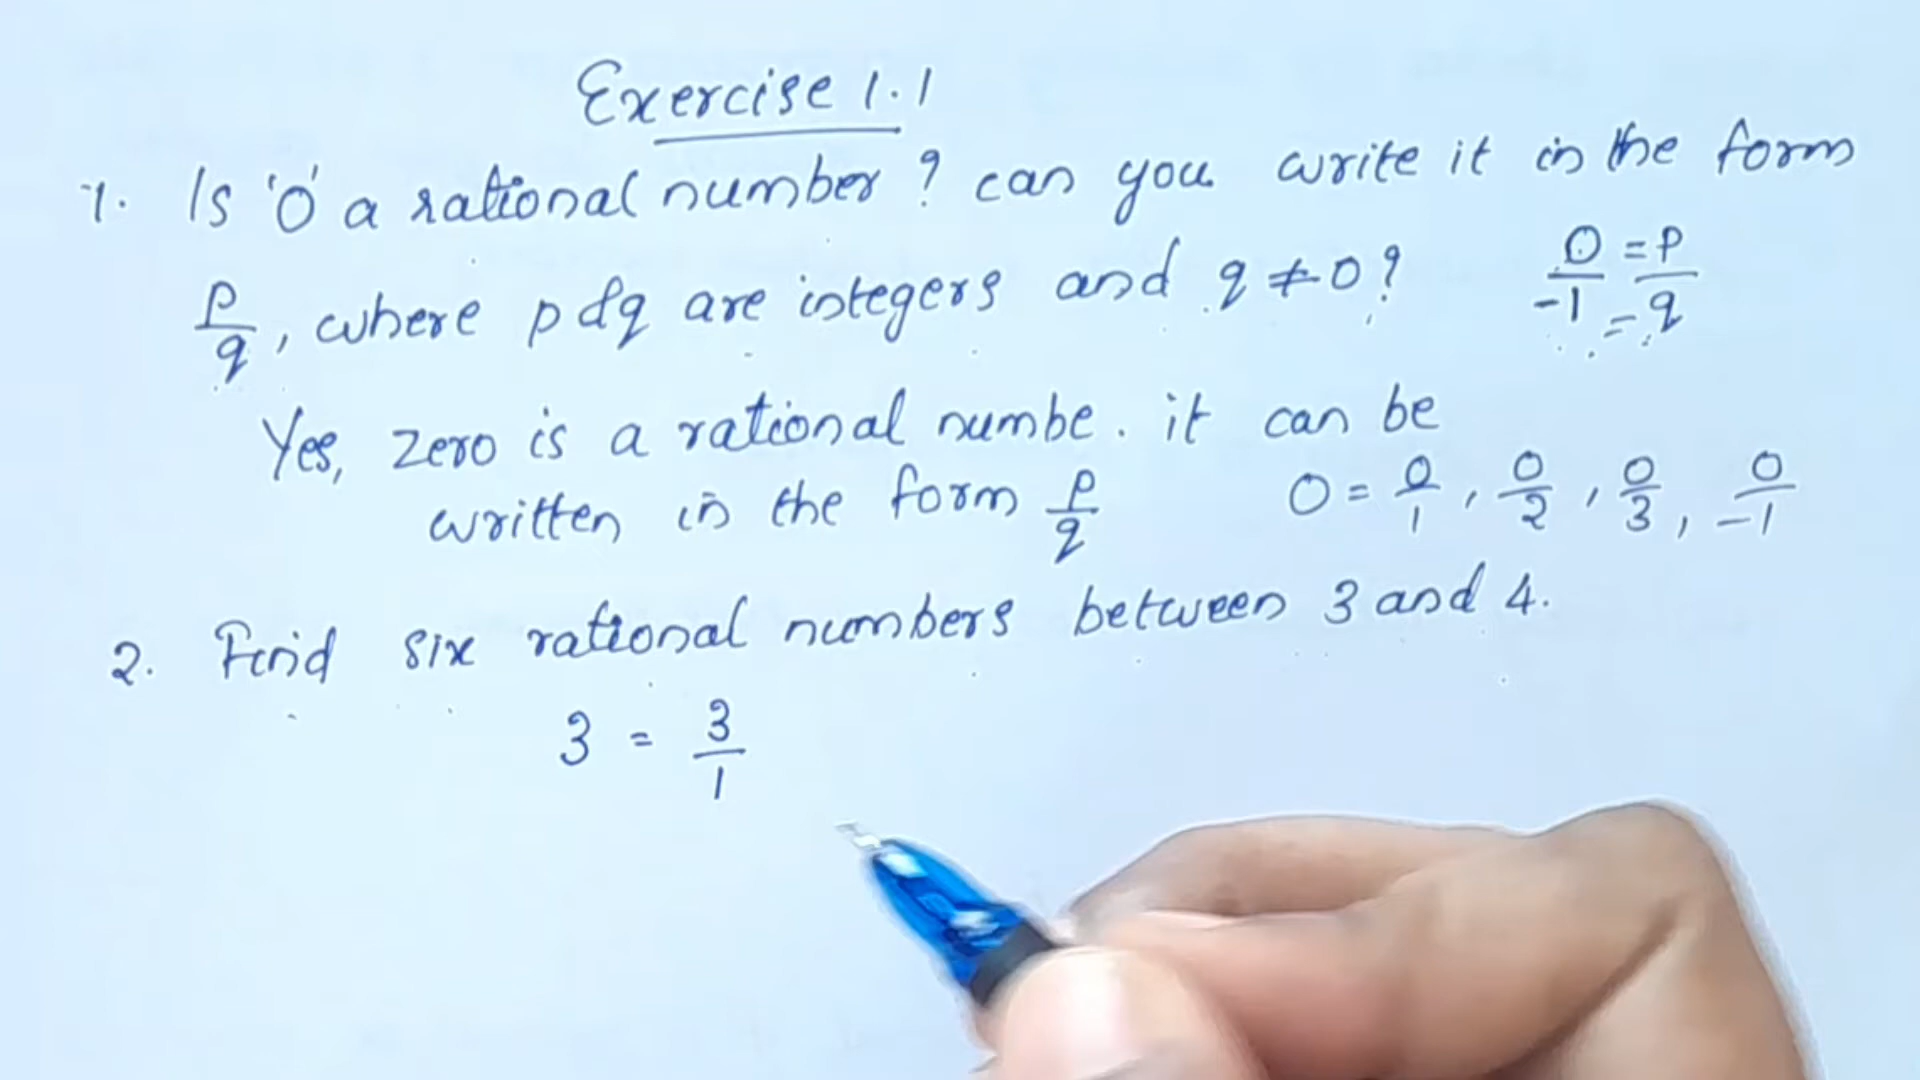 Exercise 1.1
1. Is '0' a rational number? can you write it in the form
p/q, where p & q are integers and q ≠ 0? 0/-1 = p/q
Yes, zero is a rational numbe. it can be
written in the form p/q 0 = 0/1, 0/2, 0/3, 0/-1
2. Find six rational numbers between 3 and 4.
3 = 3/1